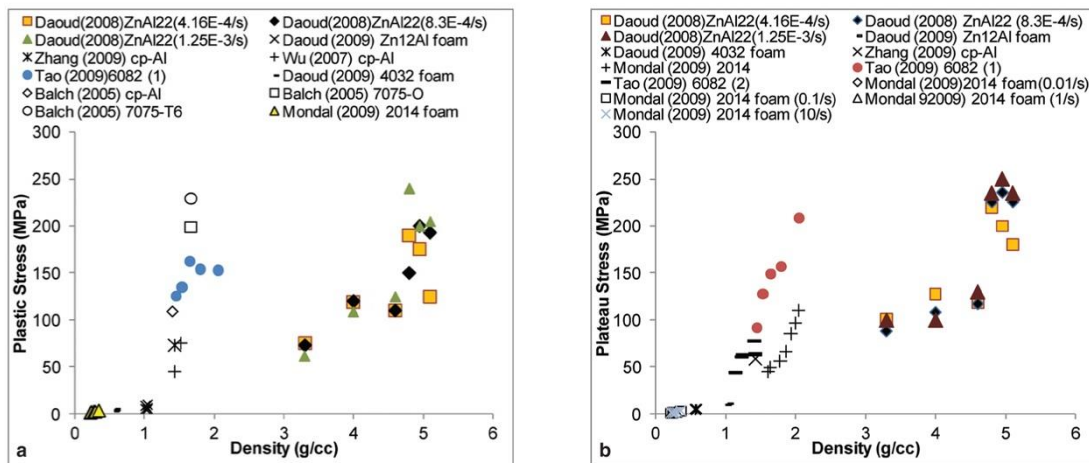 Daoud(2008)ZnAl22(4.16E-4/s)
Daoud(2008)ZnAl22(8.3E-4/s)
Daoud(2008)ZnAl22(1.25E-3/s)
Daoud(2009) Zn12Al foam
Zhang (2009) cp-Al
Wu(2007) cp-Al
Tao(2009)6082 (1)
Daoud(2009) 4032 foam
Balch(2005) cp-Al
Balch(2005) 7075-O
Balch(2005) 7075-T6
Mondal(2009) 2014 foam
300
250
200
150
100
50
0
Plastic Stress (MPa)
0 1 2 3 4 5 6
Density (g/cc)
a
Daoud(2008)ZnAl22(4.16E-4/s)
Daoud(2008) ZnAl22 (8.3E-4/s)
Daoud(2008)ZnAl22(1.25E-3/s)
Daoud(2009) Zn12Al foam
Daoud(2009) 4032 foam
Zhang (2009) cp-Al
Mondal(2009) 2014
Tao(2009) 6082 (1)
Tao(2009) 6082 (2)
Mondal(2009)2014 foam(0.01/s)
Mondal(2009) 2014 foam (0.1/s)
Mondal 92009) 2014 foam (1/s)
Mondal(2009) 2014 foam (10/s)
300
250
200
150
100
50
0
Plateau Stress (MPa)
0 1 2 3 4 5 6
Density (g/cc)
b